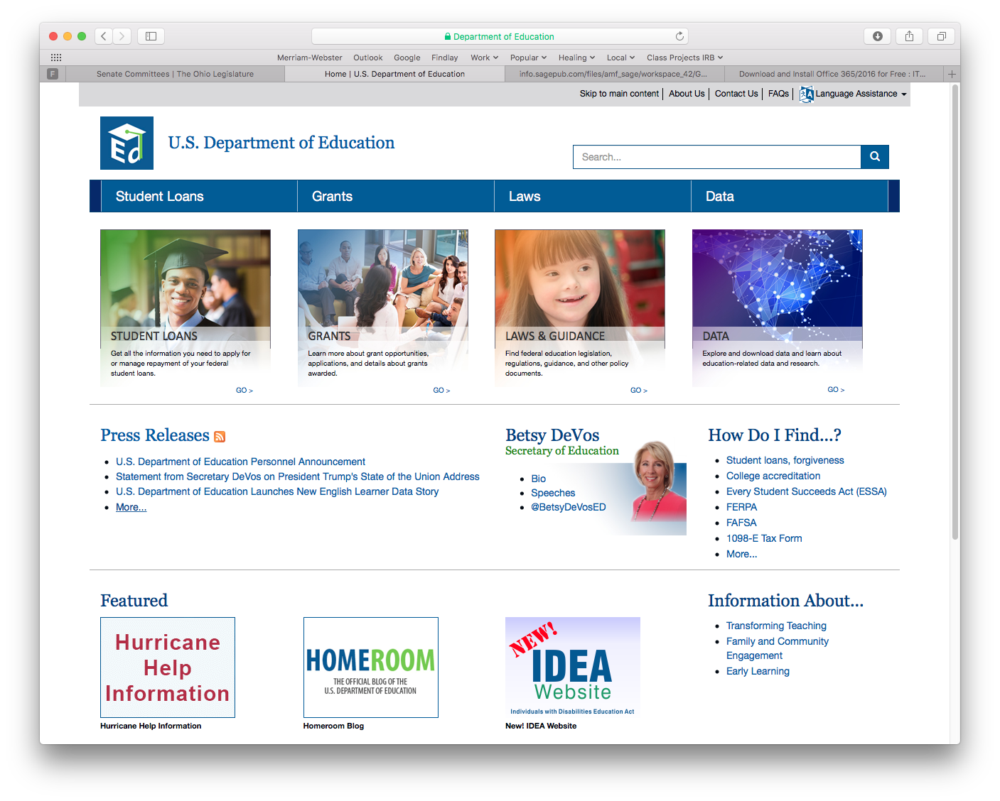 Department of Education
Merriam-Webster Outlook Google Findlay Work Popular Healing Local Class Projects IRB
F Senate Committees | The Ohio Legislature Home | U.S. Department of Education info.sagepub.com/files/amf_sage/workspace_42/G... Download and Install Office 365/2016 for Free : IT...
Skip to main content About Us Contact Us FAQs Language Assistance
Ed U.S. Department of Education
Search...
Student Loans Grants Laws Data
STUDENT LOANS
Get all the information you need to apply for
or manage repayment of your federal
student loans.
GO >
GRANTS
Learn more about grant opportunities,
applications, and details about grants
awarded.
GO >
LAWS & GUIDANCE
Find federal education legislation,
regulations, guidance, and other policy
documents.
GO >
DATA
Explore and download data and learn about
education-related data and research.
GO >
Press Releases
U.S. Department of Education Personnel Announcement
Statement from Secretary DeVos on President Trump's State of the Union Address
U.S. Department of Education Launches New English Learner Data Story
More...
Betsy DeVos
Secretary of Education
Bio
Speeches
@BetsyDeVosED
How Do I Find...?
Student loans, forgiveness
College accreditation
Every Student Succeeds Act (ESSA)
FERPA
FAFSA
1098-E Tax Form
More...
Featured
Hurricane
Help
Information
Hurricane Help Information
HOMEROOM
THE OFFICIAL BLOG OF THE
U.S. DEPARTMENT OF EDUCATION
Homeroom Blog
NEW!
IDEA
Website
Individuals with Disabilities Education Act
New! IDEA Website
Information About...
Transforming Teaching
Family and Community
Engagement
Early Learning